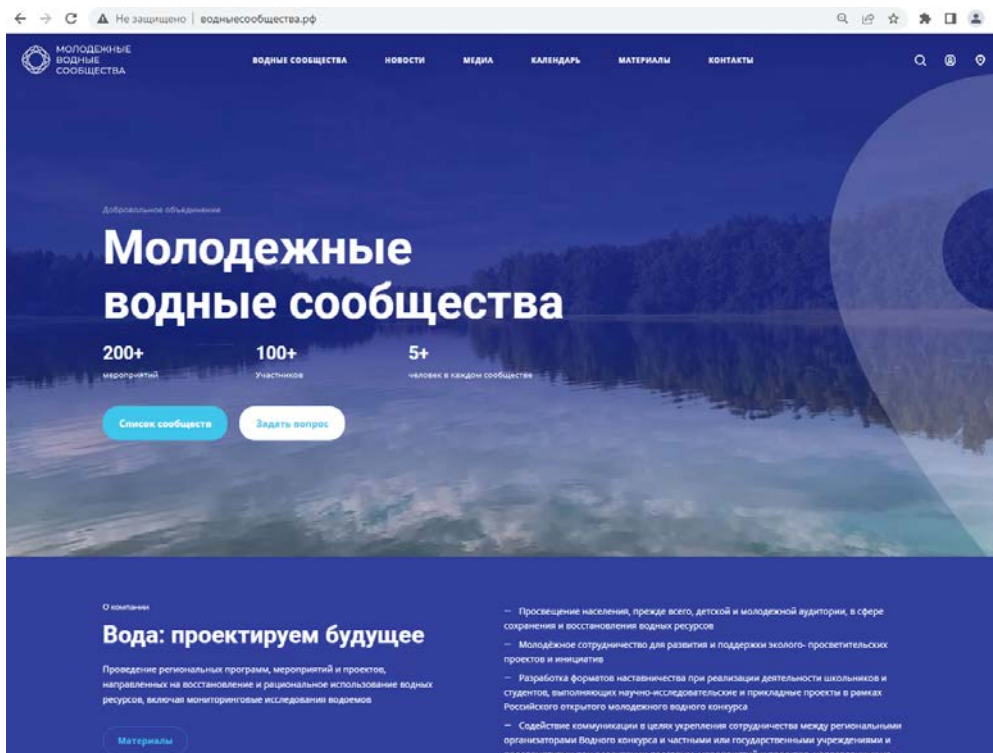 Не защищено | водныесообщества.рф
МОЛОДЕЖНЫЕ
ВОДНЫЕ
СООБЩЕСТВА
ВОДНЫЕ СООБЩЕСТВА НОВОСТИ МЕДИА КАЛЕНДАРЬ МАТЕРИАЛЫ КОНТАКТЫ
Добровольное объединение
Молодежные
водные сообщества
200+ 100+ 5+
мероприятий Участников человек в каждом сообществе
Список сообществ Задать вопрос
О компании
Вода: проектируем будущее
Проведение региональных программ, мероприятий и проектов,
направленных на восстановление и рациональное использование водных
ресурсов, включая мониторинговые исследования водоемов
Материалы
— Просвещение населения, прежде всего, детской и молодежной аудитории, в сфере
сохранения и восстановления водных ресурсов
— Молодёжное сотрудничество для развития и поддержки эколого- просветительских
проектов и инициатив
— Разработка форматов наставничества при реализации деятельности школьников и
студентов, выполняющих научно-исследовательские и прикладные проекты в рамках
Российского открытого молодежного водного конкурса
— Содействие коммуникации в целях укрепления сотрудничества между региональными
организаторами Водного конкурса и частными или государственными учреждениями и